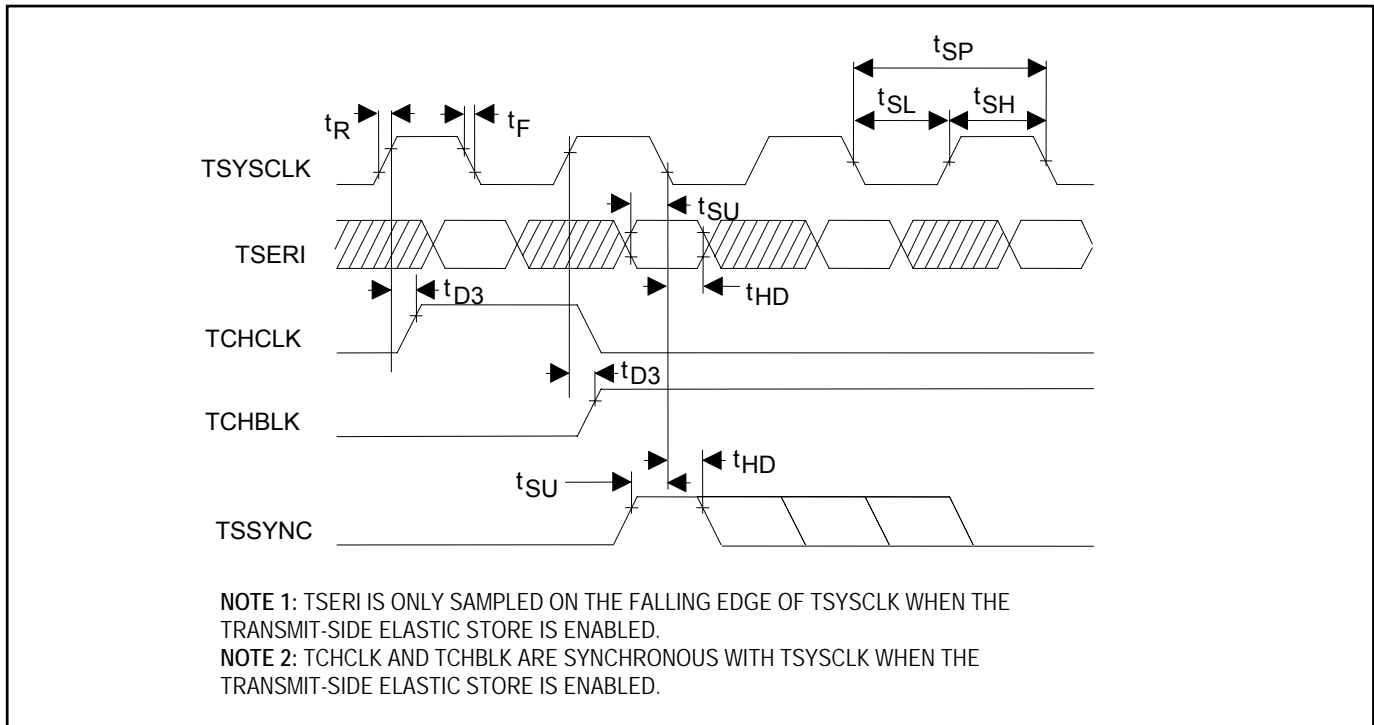 tSP
tSL tSH
tR tF
TSYSCLK
tSU
TSERI
tD3 tHD
TCHCLK
tD3
TCHBLK
tSU tHD
TSSYNC
NOTE 1: TSERI IS ONLY SAMPLED ON THE FALLING EDGE OF TSYSCLK WHEN THE
TRANSMIT-SIDE ELASTIC STORE IS ENABLED.
NOTE 2: TCHCLK AND TCHBLK ARE SYNCHRONOUS WITH TSYSCLK WHEN THE
TRANSMIT-SIDE ELASTIC STORE IS ENABLED.